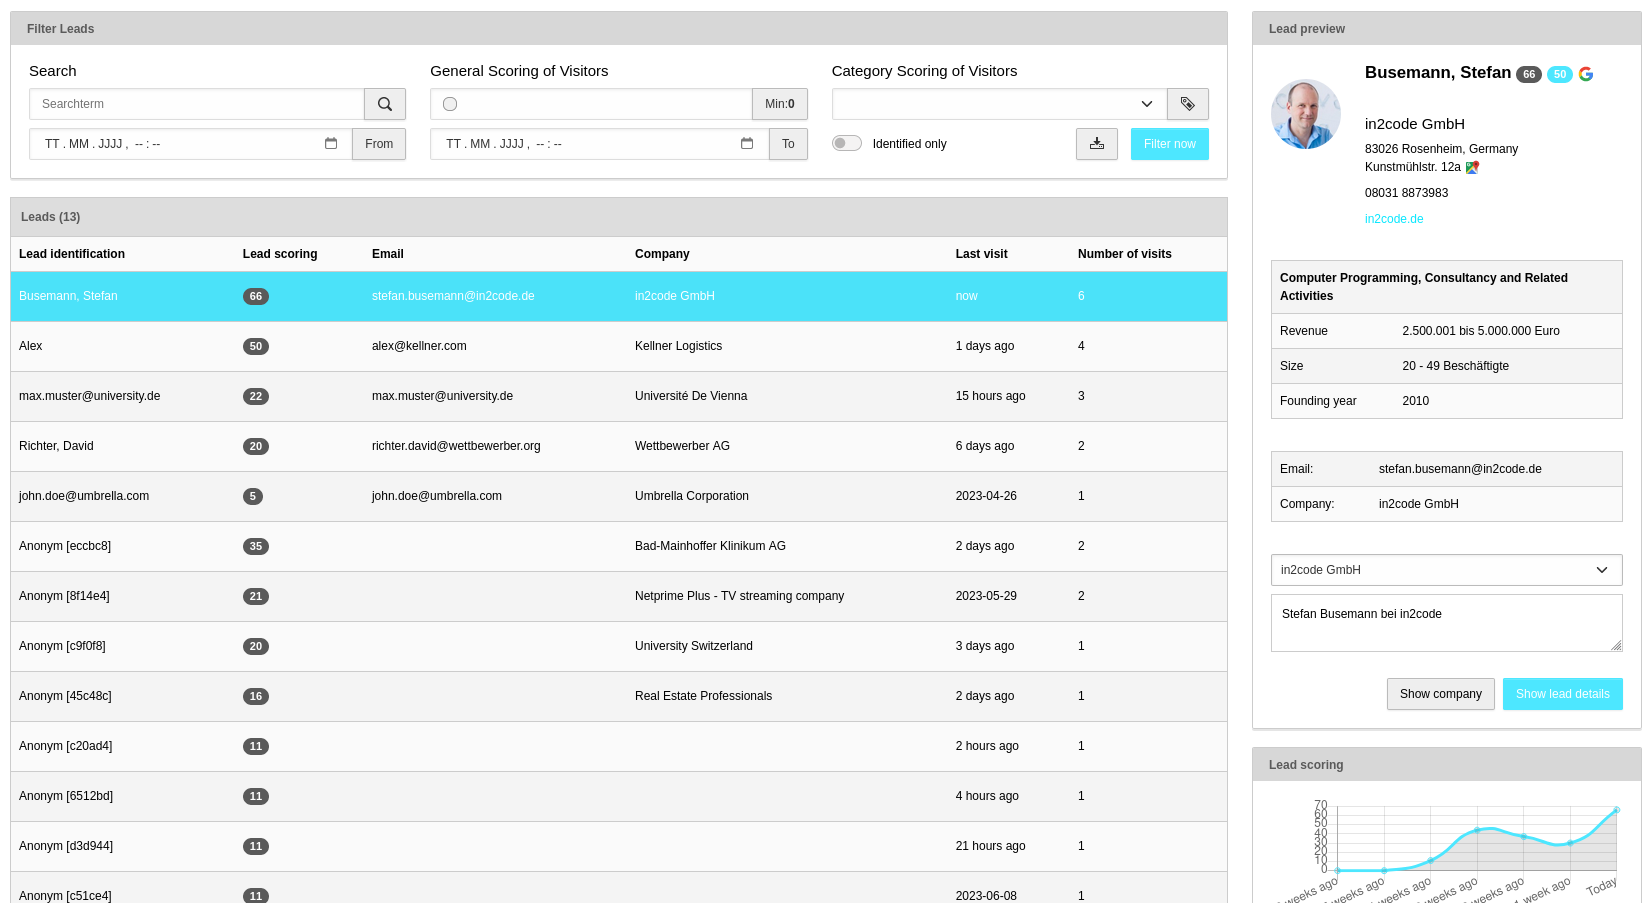 Filter Leads
Search
General Scoring of Visitors
Category Scoring of Visitors
Searchterm
Min:0
TT . MM . JJJJ , -- : --
From
TT . MM . JJJJ , -- : --
To
Identified only
Filter now
Leads (13)
Lead identification Lead scoring Email Company Last visit Number of visits
Busemann, Stefan 66 stefan.busemann@in2code.de in2code GmbH now 6
Alex 50 alex@kellner.com Kellner Logistics 1 days ago 4
max.muster@university.de 22 max.muster@university.de Université De Vienna 15 hours ago 3
Richter, David 20 richter.david@wettbewerber.org Wettbewerber AG 6 days ago 2
john.doe@umbrella.com 5 john.doe@umbrella.com Umbrella Corporation 2023-04-26 1
Anonym [eccbc8] 35 Bad-Mainhoffer Klinikum AG 2 days ago 2
Anonym [8f14e4] 21 Netprime Plus - TV streaming company 2023-05-29 2
Anonym [c9f0f8] 20 University Switzerland 3 days ago 1
Anonym [45c48c] 16 Real Estate Professionals 2 days ago 1
Anonym [c20ad4] 11 2 hours ago 1
Anonym [6512bd] 11 4 hours ago 1
Anonym [d3d944] 11 21 hours ago 1
Anonym [c51ce4] 11 2023-06-08 1
Lead preview
Busemann, Stefan 66 50
in2code GmbH
83026 Rosenheim, Germany
Kunstmühlstr. 12a
08031 8873983
in2code.de
Computer Programming, Consultancy and Related
Activities
Revenue 2.500.001 bis 5.000.000 Euro
Size 20 - 49 Beschäftigte
Founding year 2010
Email: stefan.busemann@in2code.de
Company: in2code GmbH
in2code GmbH
Stefan Busemann bei in2code
Show company
Show lead details
Lead scoring
70
60
50
40
30
20
10
0
weeks ago
weeks ago
weeks ago
weeks ago
weeks ago
week ago
Today